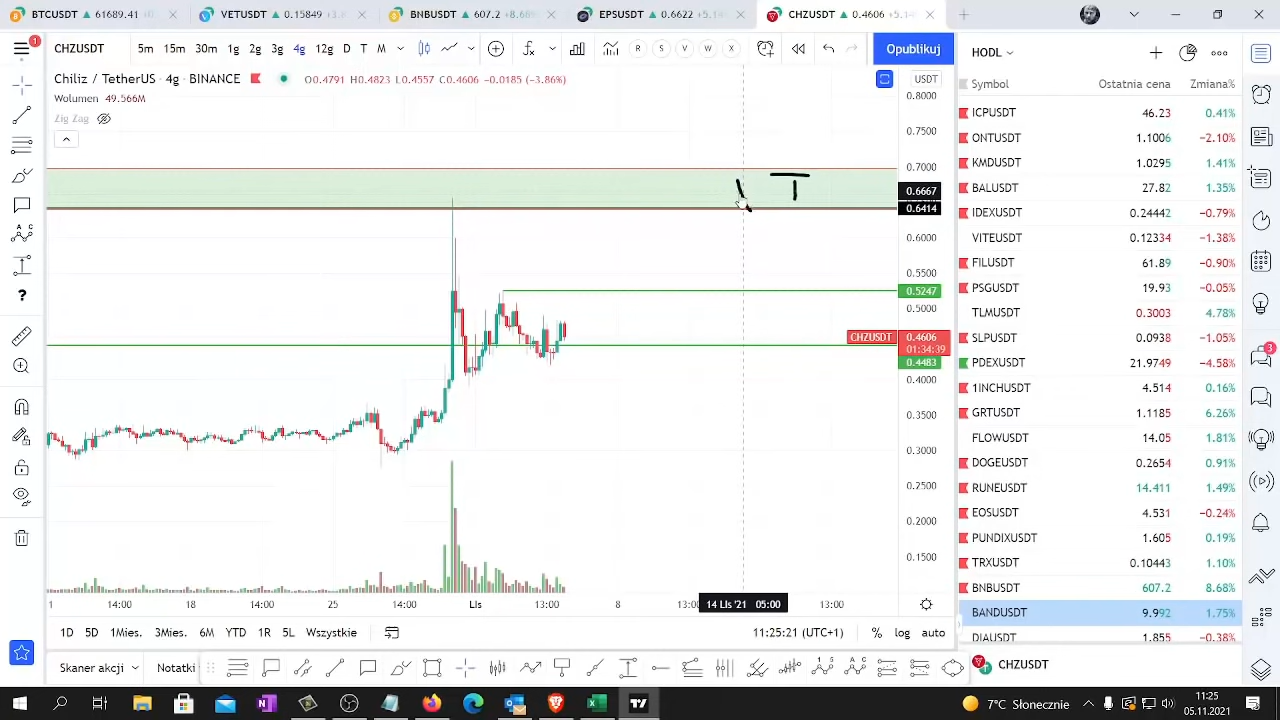 CUSDT ▲ 61689.41
VETUSDT ▲ 0.15849 +3.
BNBUSDT ▲ 607.2 +8.68
EPSUSDT ▲ 0.6622 +5.1
CHZUSDT ▲ 0.4606 +5.1
1
CHZUSDT 5m 15m 30m 1g 2g 3g 4g 12g D T M
R S V W X
Opublikuj
HODL
Chiliz / TetherUS · 4g · BINANCE O0.4791 H0.4823 L0.4557 C0.4606 −0.0185 (−3.86%)
Wolumen 49.566M
Zig Zag
USDT
0.8000
0.7500
0.7000
0.6667
0.6414
0.6000
0.5500
0.5247
0.5000
CHZUSDT 0.4606
01:34:39
0.4483
0.4000
0.3500
0.3000
0.2500
0.2000
0.1500
T
1 14:00 18 14:00 25 14:00 Lis 13:00 8 13:00 14 Lis '21 05:00 13:00
1D 5D 1Mies. 3Mies. 6M YTD 1R 5L Wszystkie
11:25:21 (UTC+1) % log auto
Skaner akcji Notatki
Symbol Ostatnia cena Zmiana%
ICPUSDT 46.23 0.41%
ONTUSDT 1.1006 −2.10%
KMDUSDT 1.0295 1.41%
BALUSDT 27.82 1.35%
IDEXUSDT 0.24442 −0.79%
VITEUSDT 0.12334 −1.38%
FILUSDT 61.89 −0.90%
PSGUSDT 19.93 −0.05%
TLMUSDT 0.3003 4.78%
SLPUSDT 0.0938 −1.05%
PDEXUSDT 21.9749 −4.58%
1INCHUSDT 4.514 0.16%
GRTUSDT 1.1185 6.26%
FLOWUSDT 14.05 1.81%
DOGEUSDT 0.2654 0.91%
RUNEUSDT 14.411 1.49%
EOSUSDT 4.531 −0.24%
PUNDIXUSDT 1.605 0.19%
TRXUSDT 0.10443 1.10%
BNBUSDT 607.2 8.68%
BANDUSDT 9.992 1.75%
DIAUSDT 1.855 −0.38%
CHZUSDT
3
7°C Słonecznie
11:25
05.11.2021